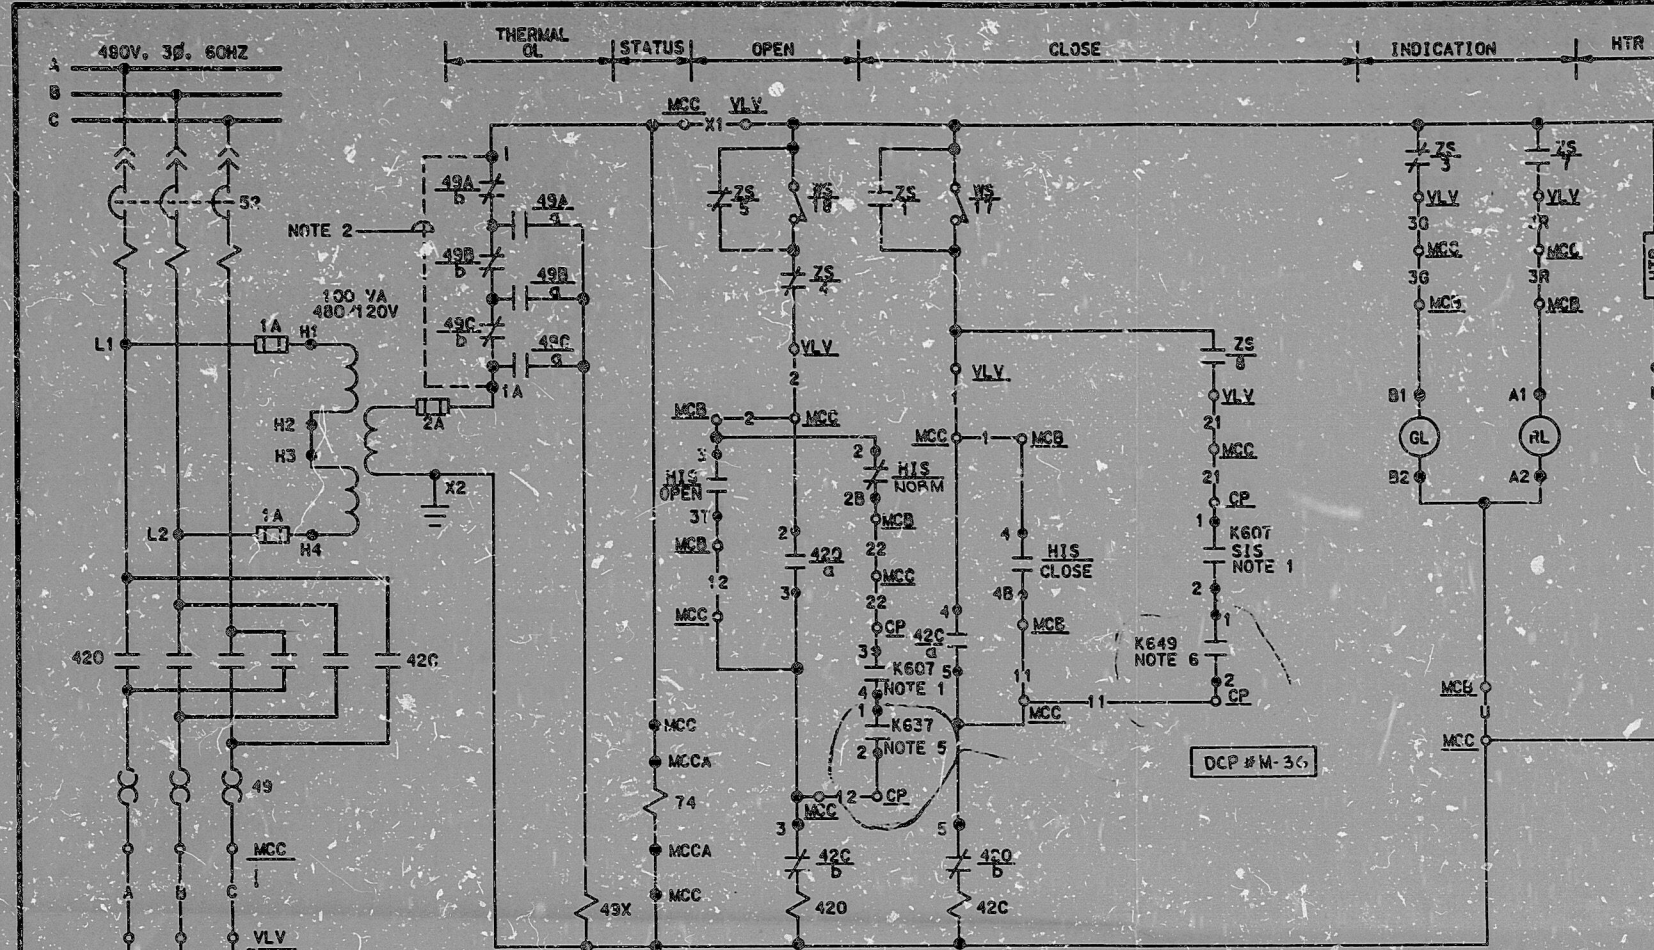 THERMAL
OL
STATUS
OPEN
CLOSE
INDICATION
HTR
480V, 3Ø, 60HZ
A
B
C
MCC
X1
VLV
1
49A
b
49A
a
NOTE 2
52
49B
b
49B
a
49C
b
49C
a
1A
ZS
5
WS
18
ZS
1
WS
17
ZS
3
VLV
3G
MCC
3G
MCB
ZS
7
VLV
3R
MCC
3R
MCB
ZS
4
100 VA
480/120V
L1
1A
H1
H2
H3
2A
X2
L2
1A
H4
VLV
2
MCB
2
MCC
VLV
1
MCC
1
MCB
ZS
8
VLV
21
MCC
21
CP
1
K607
SIS
NOTE 1
2
1
K649
NOTE 6
2
CP
B1
GL
B2
A1
RL
A2
HIS
OPEN
3T
MCB
12
MCC
2
420
a
3
2
HIS
NORM
2B
MCB
22
MCC
22
CP
3
K607
NOTE 1
4
1
K637
NOTE 5
2
12
CP
MCC
4
42C
a
5
4
HIS
CLOSE
4B
MCB
11
MCC
11
420
42C
49
MCC
1
A
B
C
VLV
49X
MCC
MCCA
74
MCCA
MCC
3
42C
b
420
5
420
b
42C
DCP #M-36
MCB
U
MCC